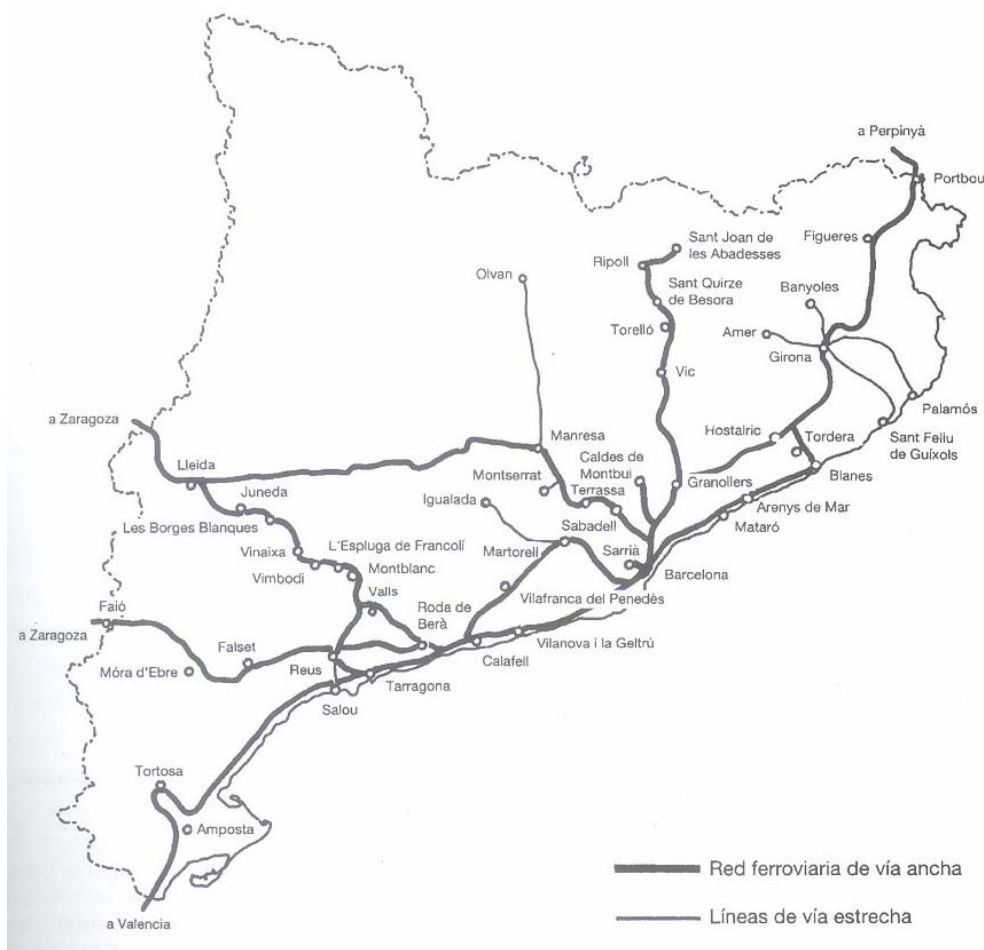 a Perpinyà
Portbou
Figueres
Sant Joan de
les Abadesses
Ripoll
Olvan
Sant Quirze
de Besora
Banyoles
Torelló
Amer
Girona
Vic
Palamós
a Zaragoza
Hostalric
Tordera
Sant Feliu
de Guíxols
Manresa
Caldes de
Montbui
Lleida
Montserrat
Terrassa
Granollers
Blanes
Juneda
Igualada
Arenys de Mar
Les Borges Blanques
Sabadell
Mataró
Vinaixa
L'Espluga de Francolí
Martorell
Sarrià
Vimbodi
Montblanc
Barcelona
Valls
Vilafranca del Penedès
Faió
Roda de
Berà
a Zaragoza
Falset
Vilanova i la Geltrú
Calafell
Móra d'Ebre
Reus
Tarragona
Salou
Tortosa
Amposta
Red ferroviaria de vía ancha
Líneas de vía estrecha
a Valencia